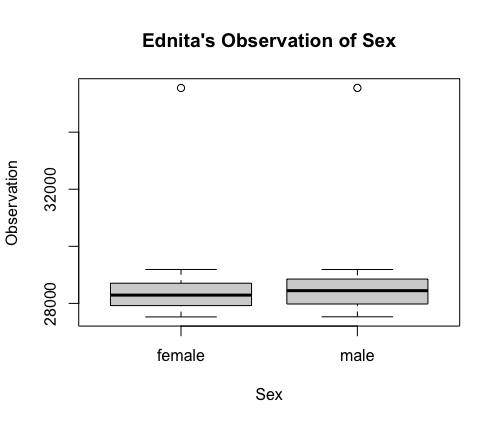 Ednita's Observation of Sex
Observation
32000
28000
female male
Sex